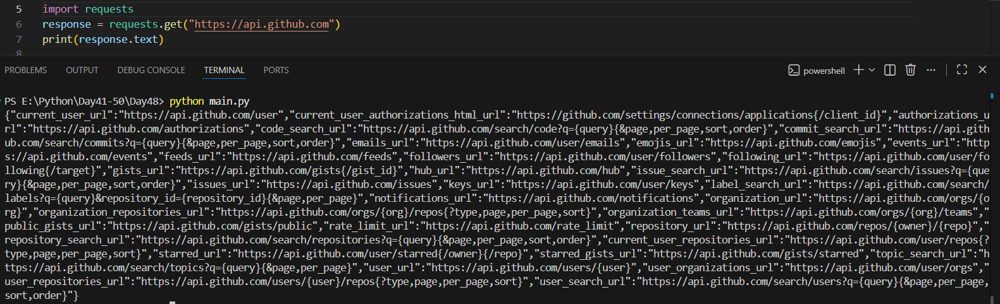 5 import requests
6 response = requests.get("https://api.github.com")
7 print(response.text)
8
PROBLEMS OUTPUT DEBUG CONSOLE TERMINAL PORTS powershell
PS E:\Python\Day41-50\Day48> python main.py
{"current_user_url":"https://api.github.com/user","current_user_authorizations_html_url":"https://github.com/settings/connections/applications{/client_id}","authorizations_u
rl":"https://api.github.com/authorizations","code_search_url":"https://api.github.com/search/code?q={query}{&page,per_page,sort,order}","commit_search_url":"https://api.gith
ub.com/search/commits?q={query}{&page,per_page,sort,order}","emails_url":"https://api.github.com/user/emails","emojis_url":"https://api.github.com/emojis","events_url":"http
s://api.github.com/events","feeds_url":"https://api.github.com/feeds","followers_url":"https://api.github.com/user/followers","following_url":"https://api.github.com/user/fo
llowing{/target}","gists_url":"https://api.github.com/gists{/gist_id}","hub_url":"https://api.github.com/hub","issue_search_url":"https://api.github.com/search/issues?q={que
ry}{&page,per_page,sort,order}","issues_url":"https://api.github.com/issues","keys_url":"https://api.github.com/user/keys","label_search_url":"https://api.github.com/search/
labels?q={query}&repository_id={repository_id}{&page,per_page}","notifications_url":"https://api.github.com/notifications","organization_url":"https://api.github.com/orgs/{o
rg}","organization_repositories_url":"https://api.github.com/orgs/{org}/repos{?type,page,per_page,sort}","organization_teams_url":"https://api.github.com/orgs/{org}/teams","
public_gists_url":"https://api.github.com/gists/public","rate_limit_url":"https://api.github.com/rate_limit","repository_url":"https://api.github.com/repos/{owner}/{repo}","
repository_search_url":"https://api.github.com/search/repositories?q={query}{&page,per_page,sort,order}","current_user_repositories_url":"https://api.github.com/user/repos{?
type,page,per_page,sort}","starred_url":"https://api.github.com/user/starred{/owner}{/repo}","starred_gists_url":"https://api.github.com/gists/starred","topic_search_url":"h
ttps://api.github.com/search/topics?q={query}{&page,per_page}","user_url":"https://api.github.com/users/{user}","user_organizations_url":"https://api.github.com/user/orgs","
user_repositories_url":"https://api.github.com/users/{user}/repos{?type,page,per_page,sort}","user_search_url":"https://api.github.com/search/users?q={query}{&page,per_page,
sort,order}"}